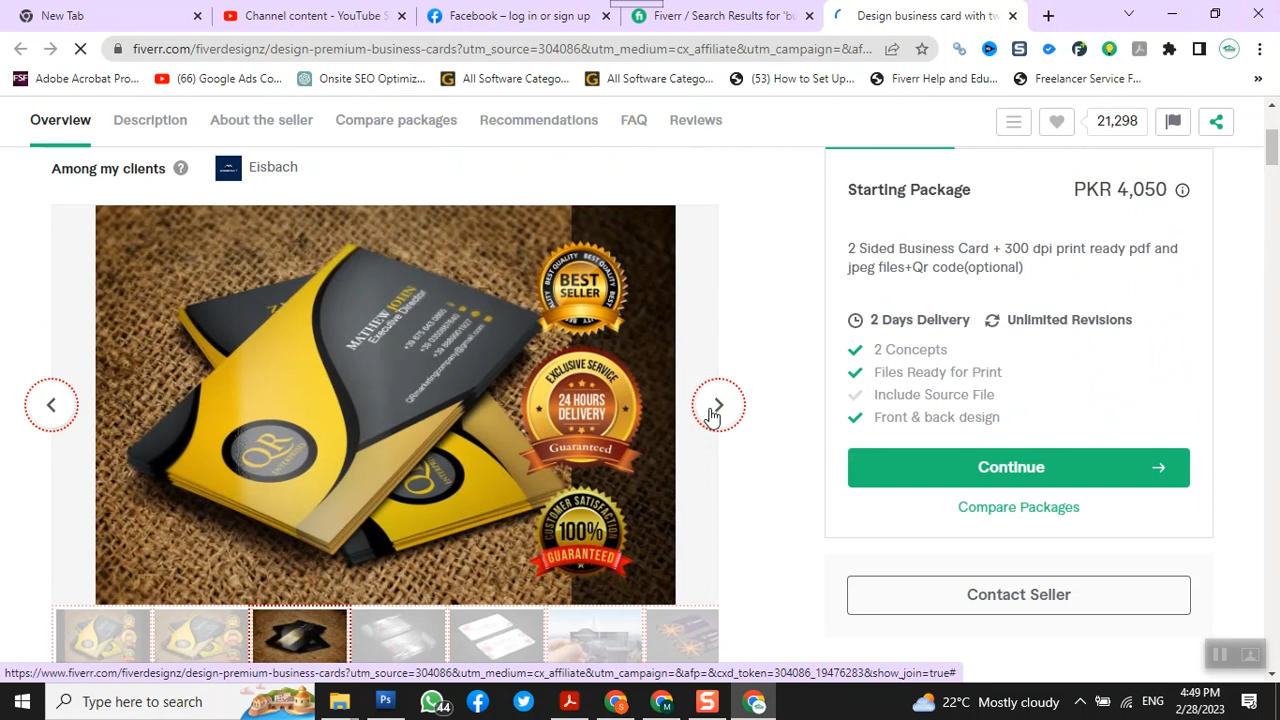 New Tab
Channel content - YouTube S
Facebook – log in or sign up
Fiverr / Search Results for 'bu
Design business card with tw
fiverr.com/fiverdesignz/design-premium-business-cards?utm_source=304086&utm_medium=cx_affiliate&utm_campaign=&af...
Adobe Acrobat Pro...
(66) Google Ads Co...
Onsite SEO Optimiz...
All Software Catego...
All Software Catego...
(53) How to Set Up...
Fiverr Help and Edu...
Freelancer Service F...
»
Overview
Description
About the seller
Compare packages
Recommendations
FAQ
Reviews
21,298
Among my clients
Eisbach
BEST QUALITY
BEST SELLER
MATHEW JOHN
Executive Director
QR
EXCLUSIVE SERVICE
24 HOURS
DELIVERY
Guaranteed
CUSTOMER SATISFACTION
100%
GUARANTEED
Starting Package
PKR 4,050
2 Sided Business Card + 300 dpi print ready pdf and
jpeg files+Qr code(optional)
2 Days Delivery
Unlimited Revisions
2 Concepts
Files Ready for Print
Include Source File
Front & back design
Continue
Compare Packages
Contact Seller
https://www.fiverr.com/fiverdesignz/design-premium-business-cards?utm_source=304086&utm_medium=cx_affiliate&utm_campaign=&afp=&cxd_token=304086_19476283&show_join=true#
Type here to search
44
22°C Mostly cloudy
ENG
4:49 PM
2/28/2023